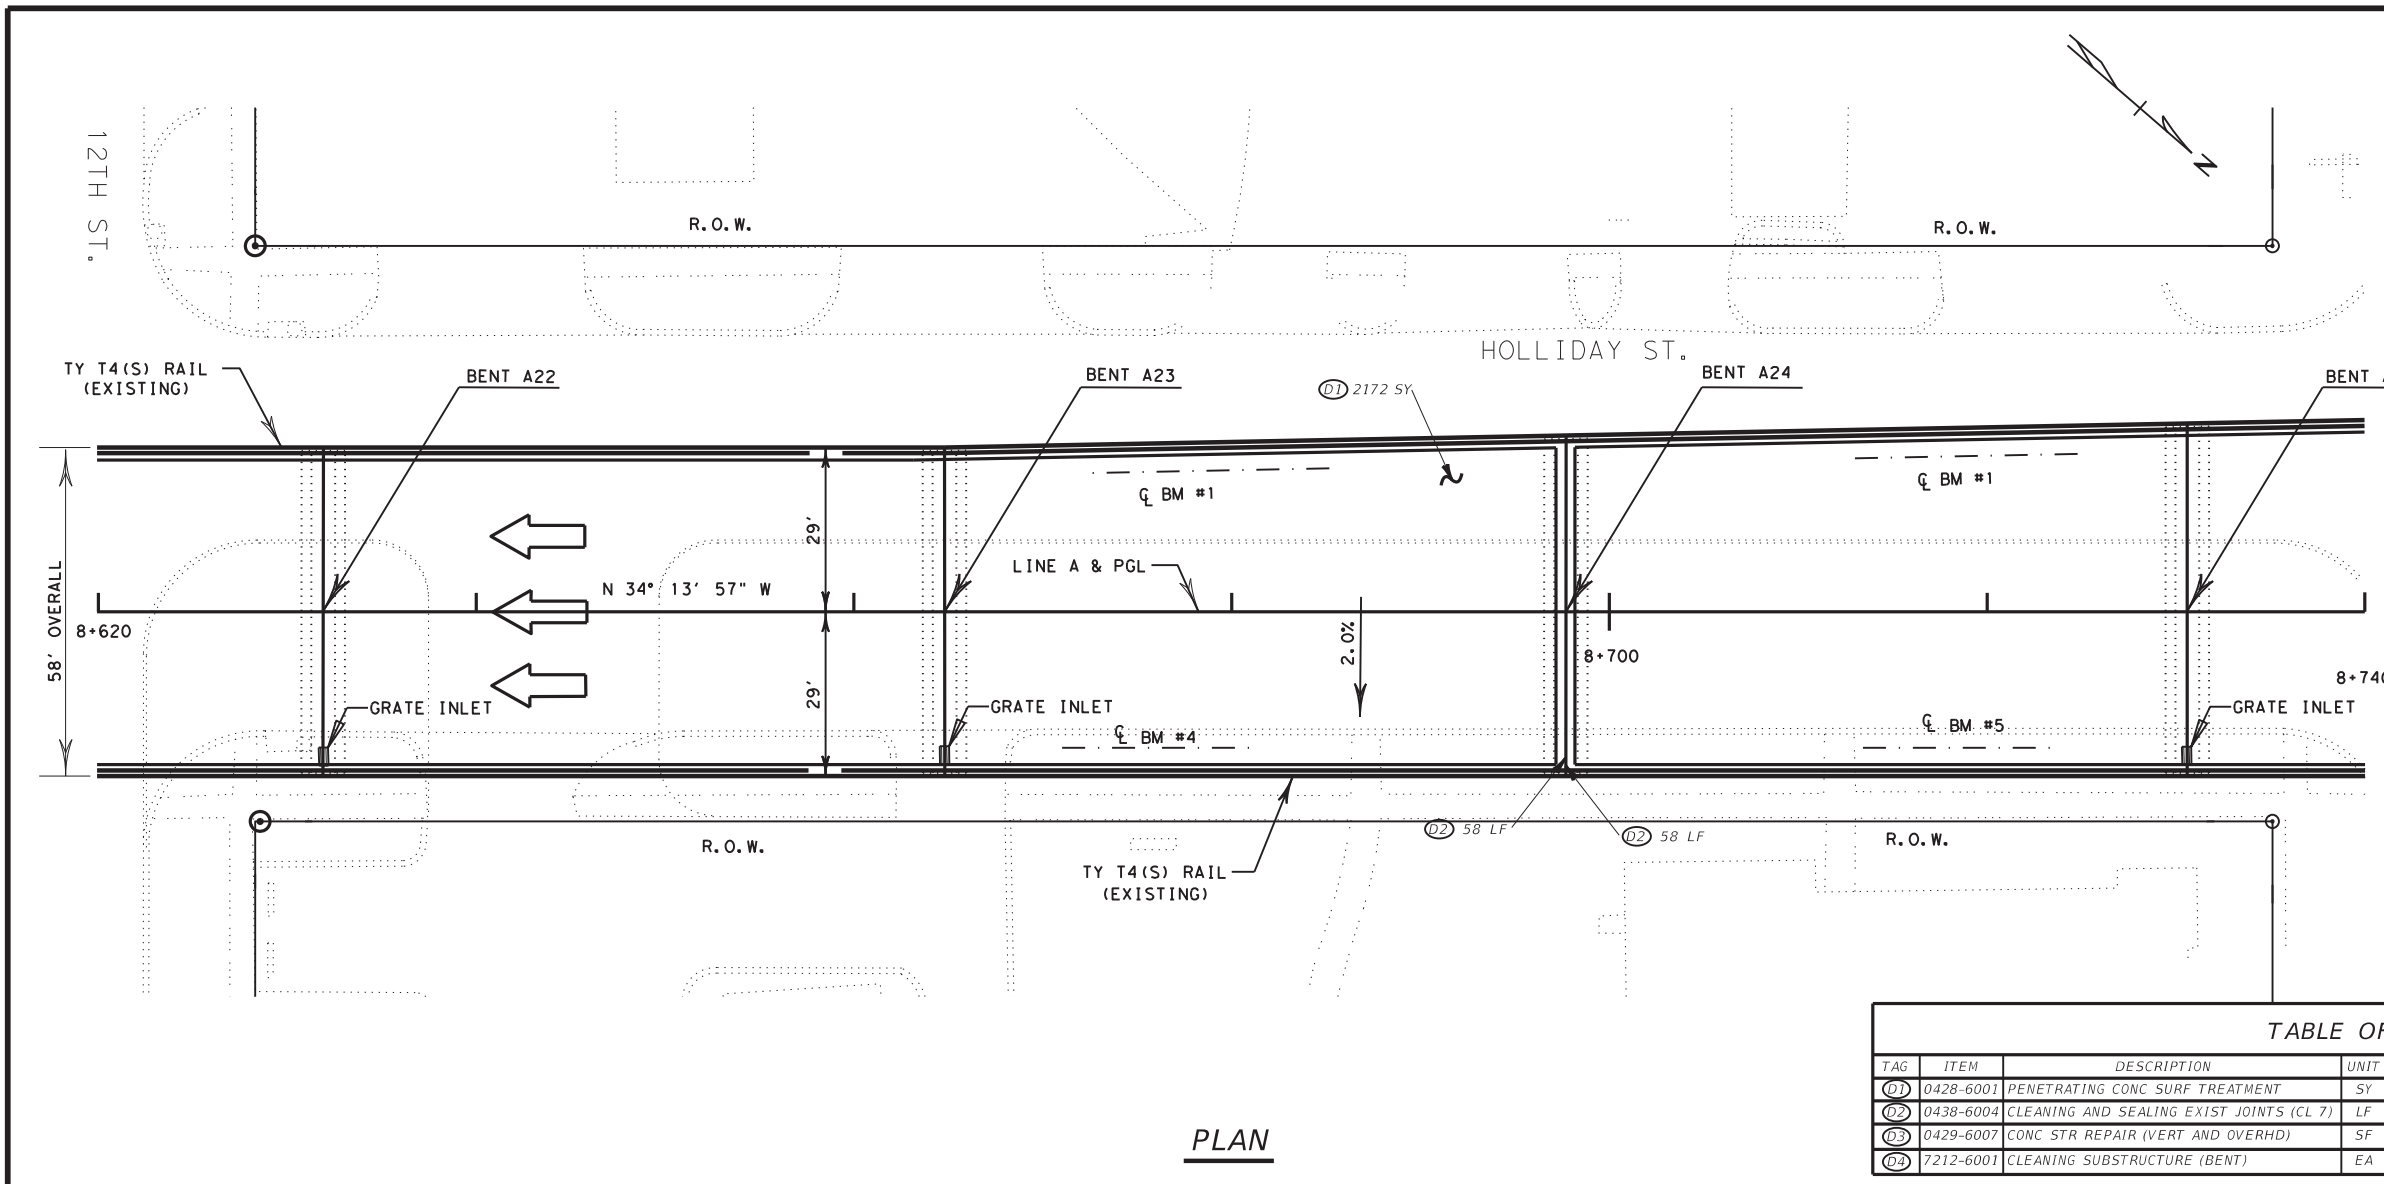 12TH ST.
N
R.O.W.
R.O.W.
HOLLIDAY ST.
TY T4(S) RAIL
(EXISTING)
BENT A22
BENT A23
D1 2172 SY
BENT A24
BENT
℄ BM #1
℄ BM #1
58' OVERALL
29'
LINE A & PGL
N 34° 13' 57" W
8+620
2.0%
8+700
8+740
29'
GRATE INLET
GRATE INLET
GRATE INLET
℄ BM #4
℄ BM #5
D2 58 LF
D2 58 LF
R.O.W.
R.O.W.
TY T4(S) RAIL
(EXISTING)
PLAN
TABLE OF
TAG ITEM DESCRIPTION UNIT
D1 0428-6001 PENETRATING CONC SURF TREATMENT SY
D2 0438-6004 CLEANING AND SEALING EXIST JOINTS (CL 7) LF
D3 0429-6007 CONC STR REPAIR (VERT AND OVERHD) SF
D4 7212-6001 CLEANING SUBSTRUCTURE (BENT) EA